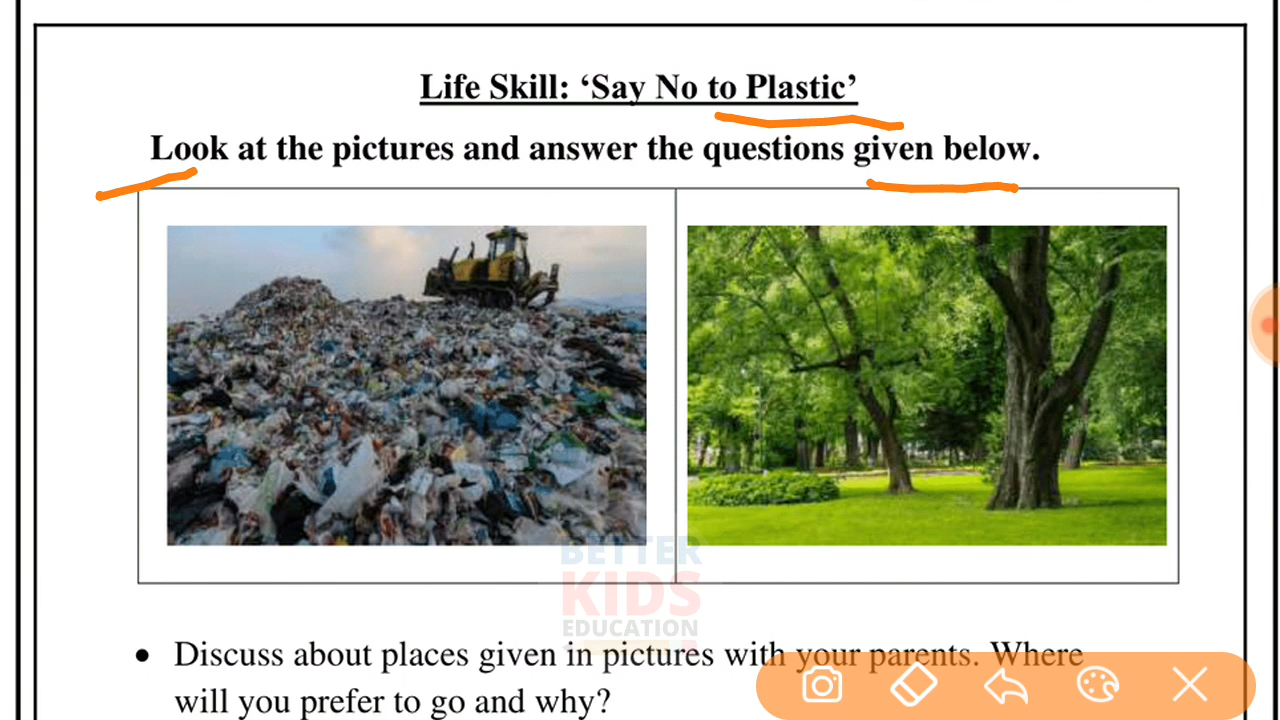 Life Skill: ‘Say No to Plastic’
Look at the pictures and answer the questions given below.
BETTER
KIDS
EDUCATION
• Discuss about places given in pictures with your parents. Where
will you prefer to go and why?